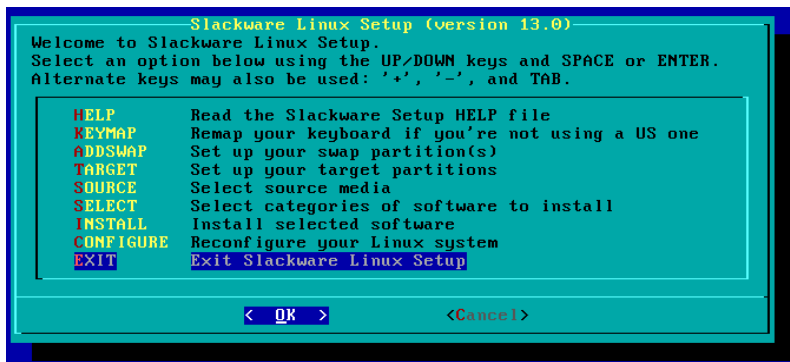 Slackware Linux Setup (version 13.0)
Welcome to Slackware Linux Setup.
Select an option below using the UP/DOWN keys and SPACE or ENTER.
Alternate keys may also be used: '+', '-', and TAB.
HELP Read the Slackware Setup HELP file
KEYMAP Remap your keyboard if you're not using a US one
ADDSWAP Set up your swap partition(s)
TARGET Set up your target partitions
SOURCE Select source media
SELECT Select categories of software to install
INSTALL Install selected software
CONFIGURE Reconfigure your Linux system
EXIT Exit Slackware Linux Setup
< OK > <Cancel>